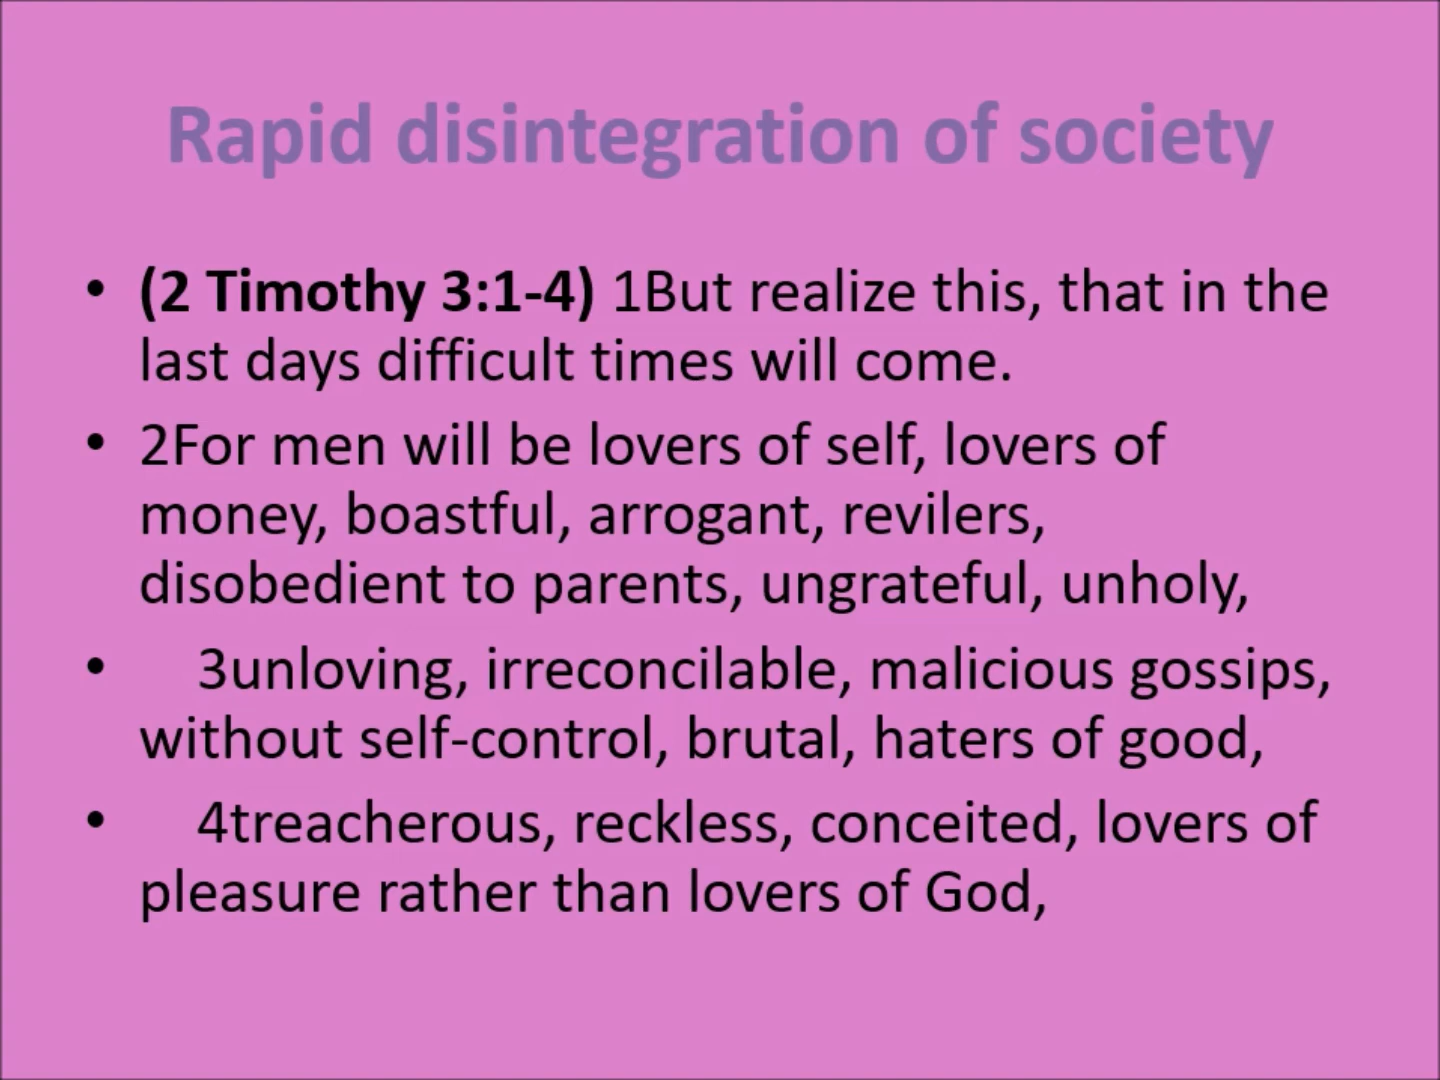 Rapid disintegration of society
• (2 Timothy 3:1-4) 1But realize this, that in the
last days difficult times will come.
• 2For men will be lovers of self, lovers of
money, boastful, arrogant, revilers,
disobedient to parents, ungrateful, unholy,
• 3unloving, irreconcilable, malicious gossips,
without self-control, brutal, haters of good,
• 4treacherous, reckless, conceited, lovers of
pleasure rather than lovers of God,